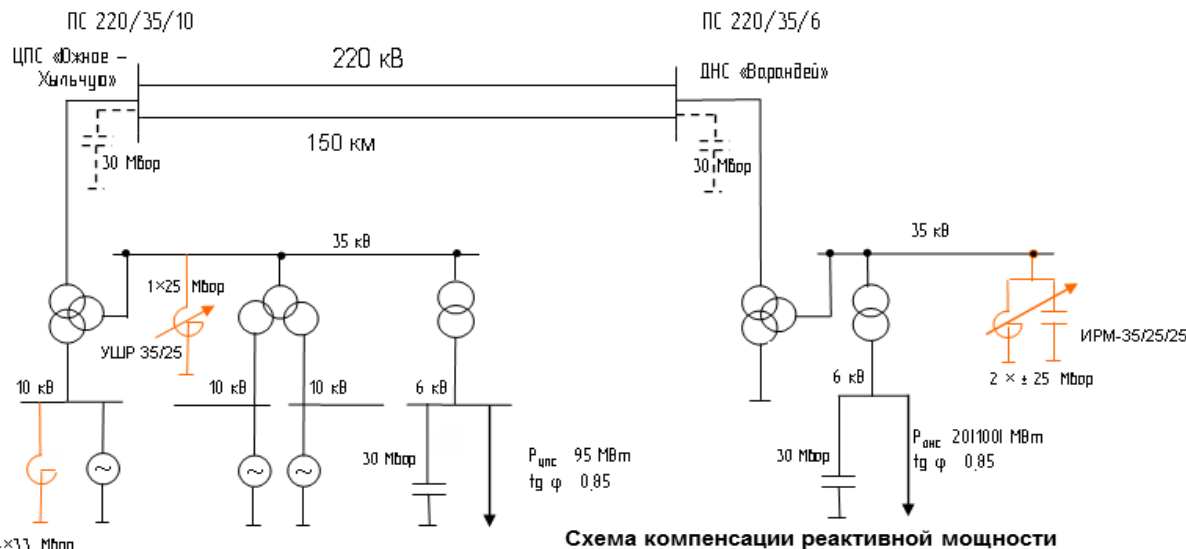 ПС 220/35/10
ПС 220/35/6
ЦПС «Южное –
Хыльчую»
220 кВ
ДНС «Варандей»
150 км
30 Мвар
30 Мвар
35 кВ
35 кВ
1×25 Мвар
УШР 35/25
ИРМ-35/25/25
2 × ± 25 Мвар
10 кВ
10 кВ
10 кВ
6 кВ
6 кВ
30 Мвар
Pцпс 95 МВт
tg φ 0,85
30 Мвар
Pднс 20(100) МВт
tg φ 0,85
×33 Мвар
Схема компенсации реактивной мощности